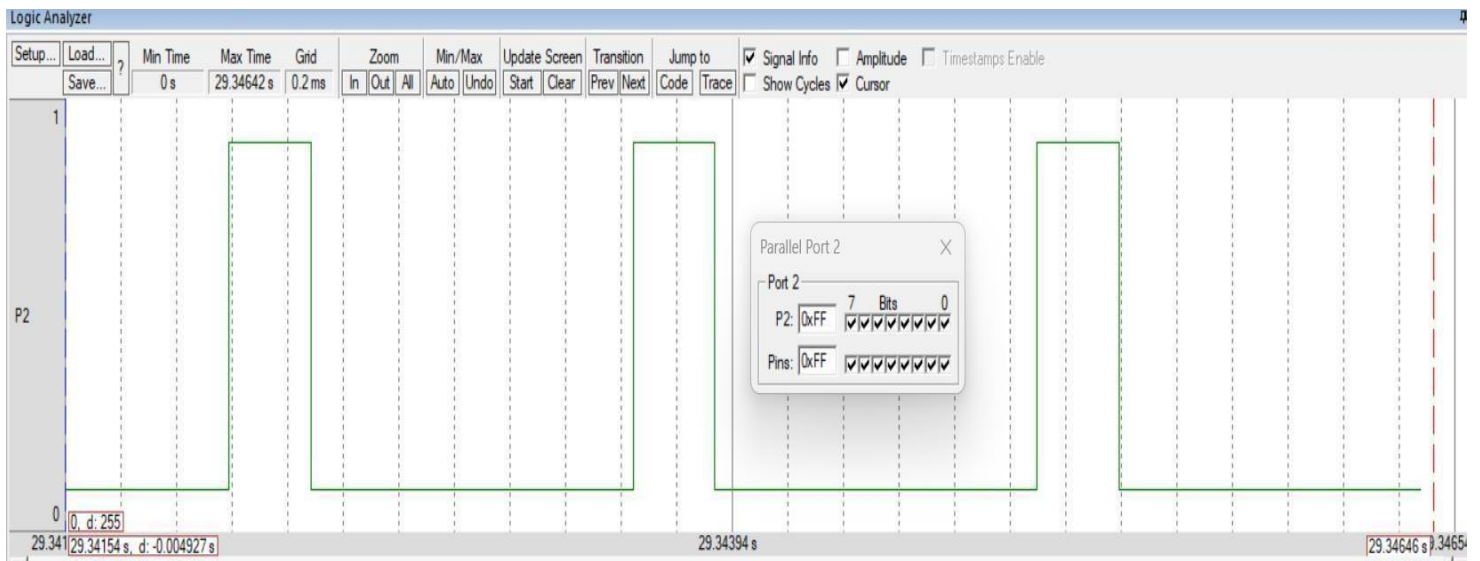 Logic Analyzer
Setup... Load... ? Min Time Max Time Grid Zoom Min/Max Update Screen Transition Jump to Signal Info Amplitude Timestamps Enable
Save... 0 s 29.34642 s 0.2 ms In Out All Auto Undo Start Clear Prev Next Code Trace Show Cycles Cursor
1
Parallel Port 2
Port 2
7 Bits 0
P2
P2: 0xFF
Pins: 0xFF
0 0, d: 255
29.341 29.34154 s, d: -0.004927 s 29.34394 s 29.34646 s